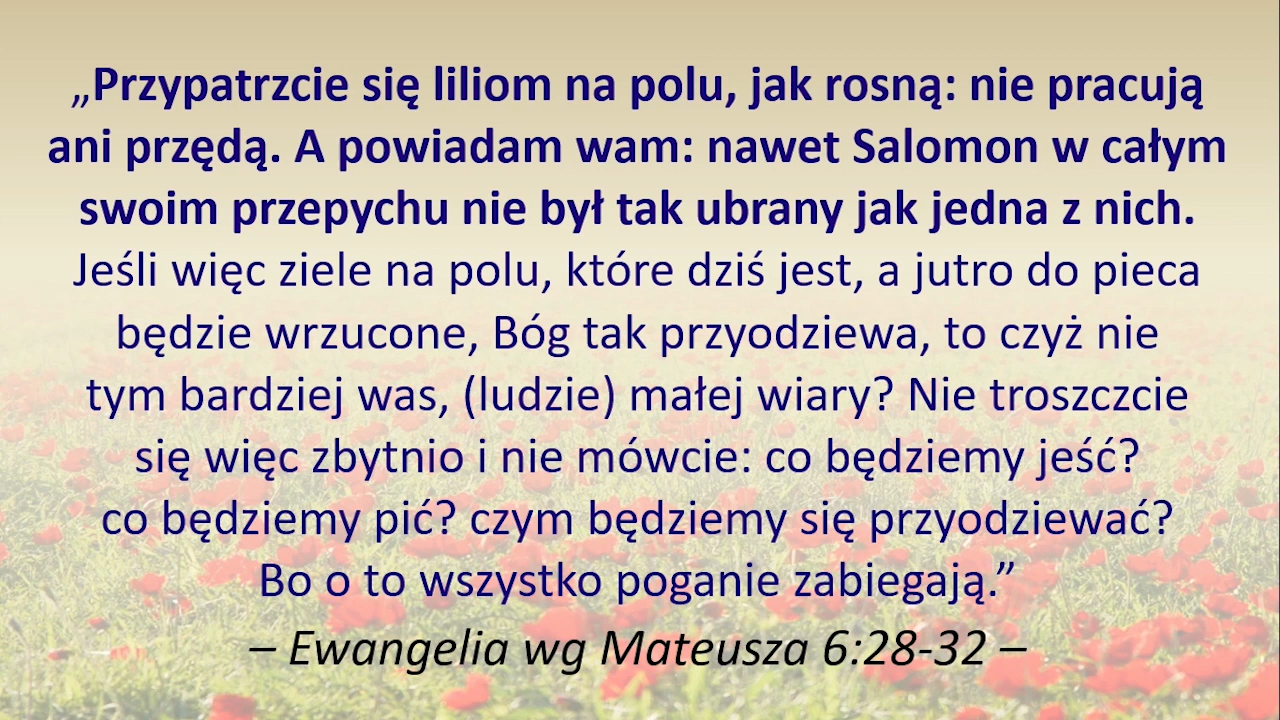 „Przypatrzcie się liliom na polu, jak rosną: nie pracują
ani przędą. A powiadam wam: nawet Salomon w całym
swoim przepychu nie był tak ubrany jak jedna z nich.
Jeśli więc ziele na polu, które dziś jest, a jutro do pieca
będzie wrzucone, Bóg tak przyodziewa, to czyż nie
tym bardziej was, (ludzie) małej wiary? Nie troszczcie
się więc zbytnio i nie mówcie: co będziemy jeść?
co będziemy pić? czym będziemy się przyodziewać?
Bo o to wszystko poganie zabiegają.”
– Ewangelia wg Mateusza 6:28-32 –